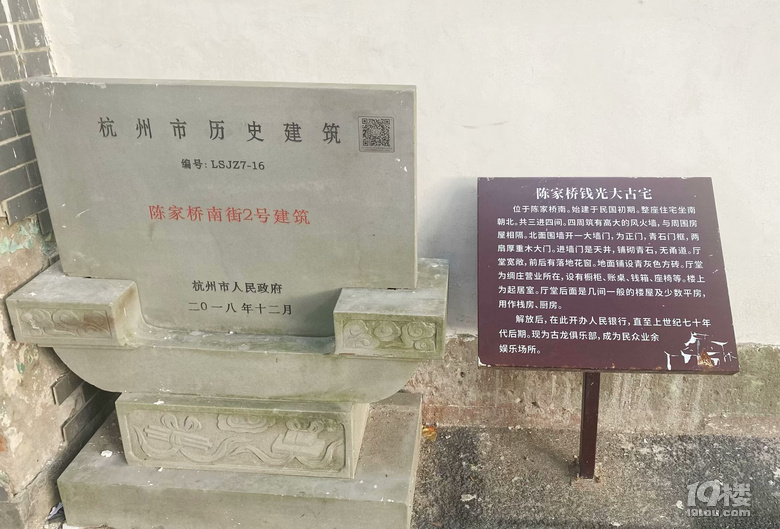 杭州市历史建筑
编号:LSJZ7-16
陈家桥南街2号建筑
杭州市人民政府
二〇一八年十二月
陈家桥钱光大古宅
位于陈家桥南。始建于民国初期。整座住宅坐南
朝北。共三进四间。四周筑有高大的风火墙,与周围房
屋相隔。北面围墙开一大墙门,为正门,青石门框,两
扇厚重木大门。进墙门是天井,铺砌青石,无甬道。厅
堂宽敞,前后有落地花窗。地面铺设青灰色方砖。厅堂
为绸庄营业所在,设有橱柜、账桌、钱箱、座椅等。楼上
为起居室。厅堂后面是几间一般的楼屋及少数平房,
用作栈房、厨房。
解放后,在此开办人民银行,直至上世纪七十年
代后期。现为古龙俱乐部,成为民众业余
娱乐场所。
19楼
19lou.com